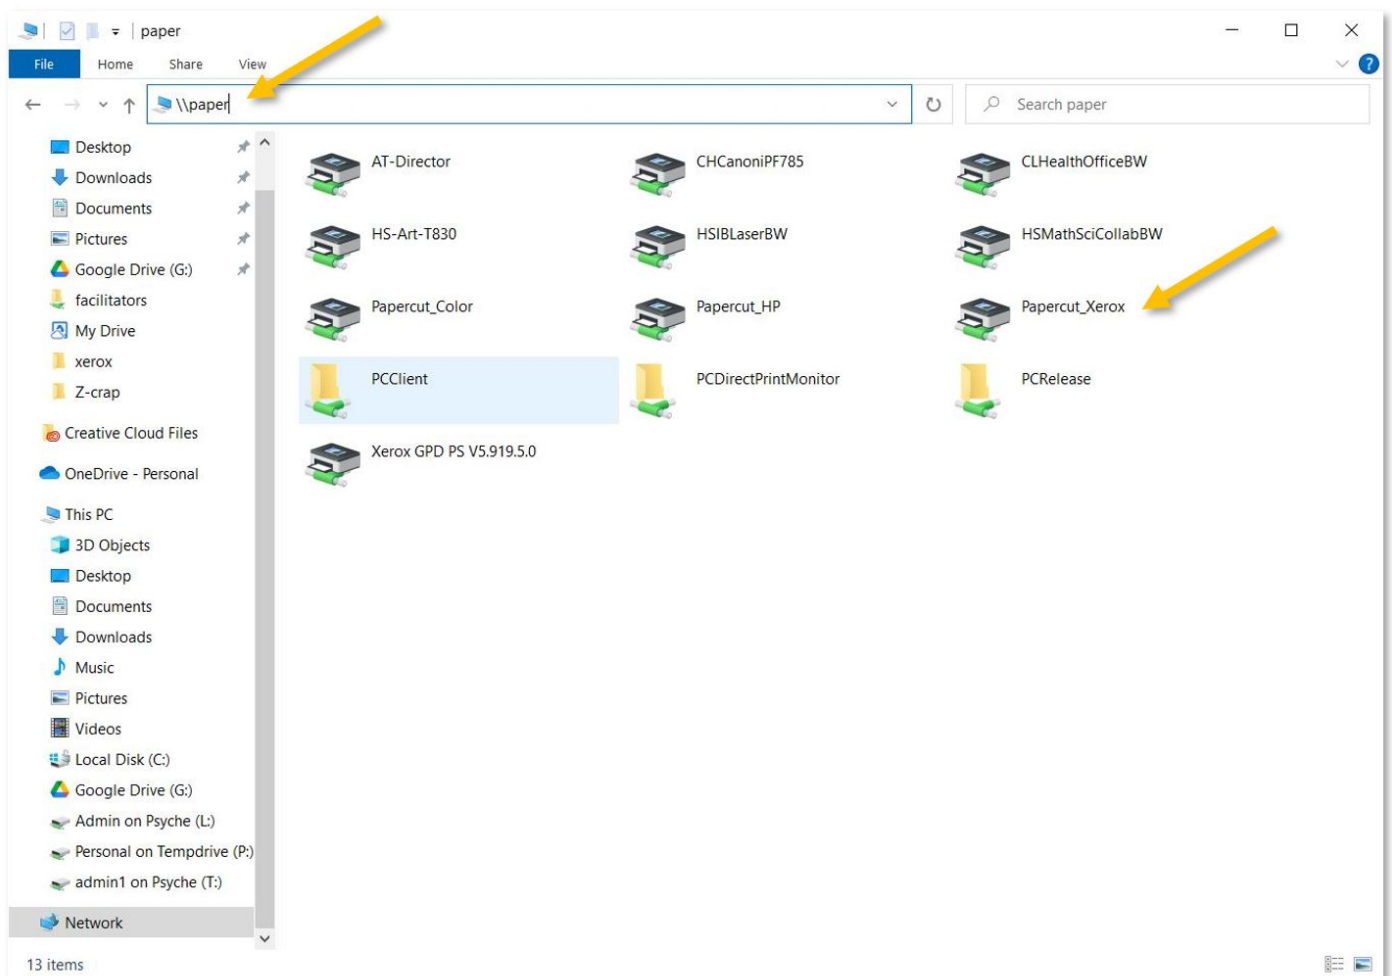 paper
File Home Share View
\\paper
Search paper
Desktop
Downloads
Documents
Pictures
Google Drive (G:)
facilitators
My Drive
xerox
Z-crap
Creative Cloud Files
OneDrive - Personal
This PC
3D Objects
Desktop
Documents
Downloads
Music
Pictures
Videos
Local Disk (C:)
Google Drive (G:)
Admin on Psyche (L:)
Personal on Tempdrive (P:)
admin1 on Psyche (T:)
Network
AT-Director
CHCanoniPF785
CLHealthOfficeBW
HS-Art-T830
HSIBLaserBW
HSMathSciCollabBW
Papercut_Color
Papercut_HP
Papercut_Xerox
PCClient
PCDirectPrintMonitor
PCRelease
Xerox GPD PS V5.919.5.0
13 items